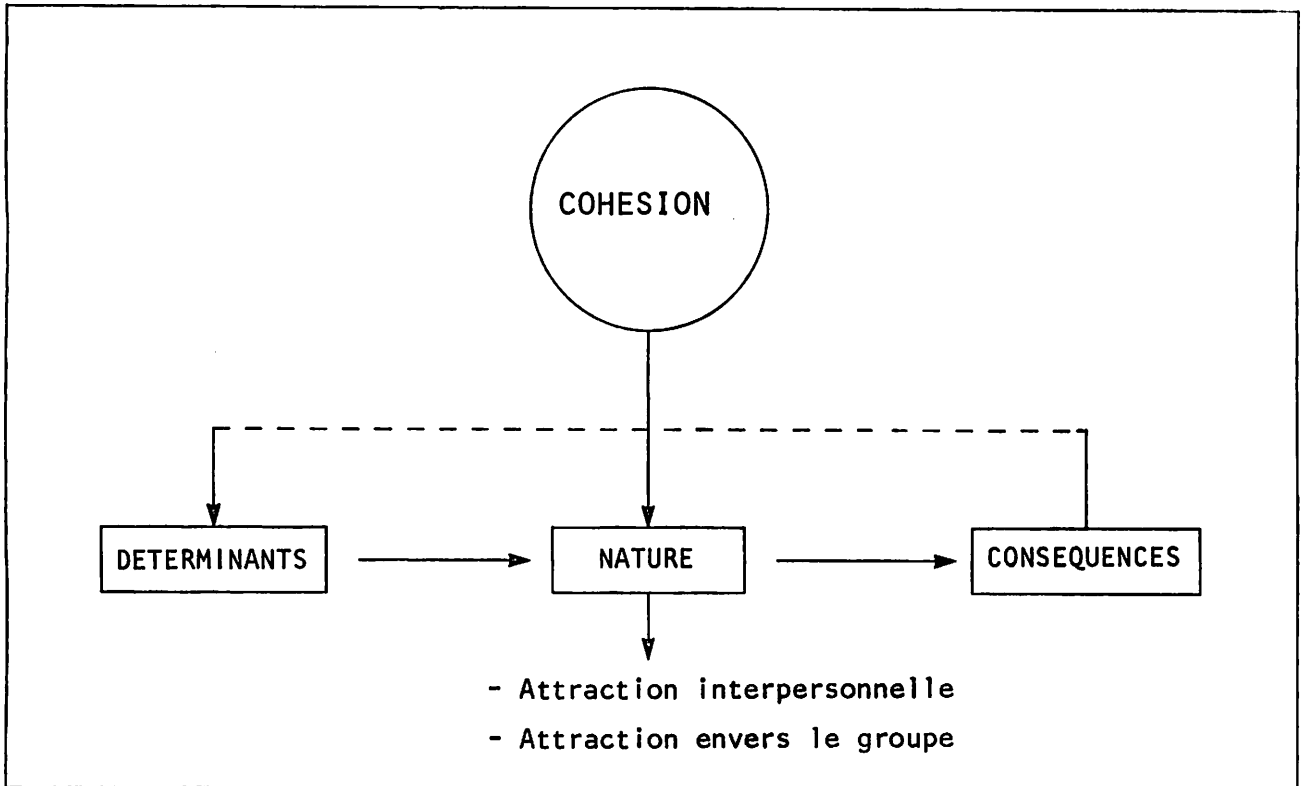 COHESION
DETERMINANTS
NATURE
CONSEQUENCES
- Attraction interpersonnelle
- Attraction envers le groupe